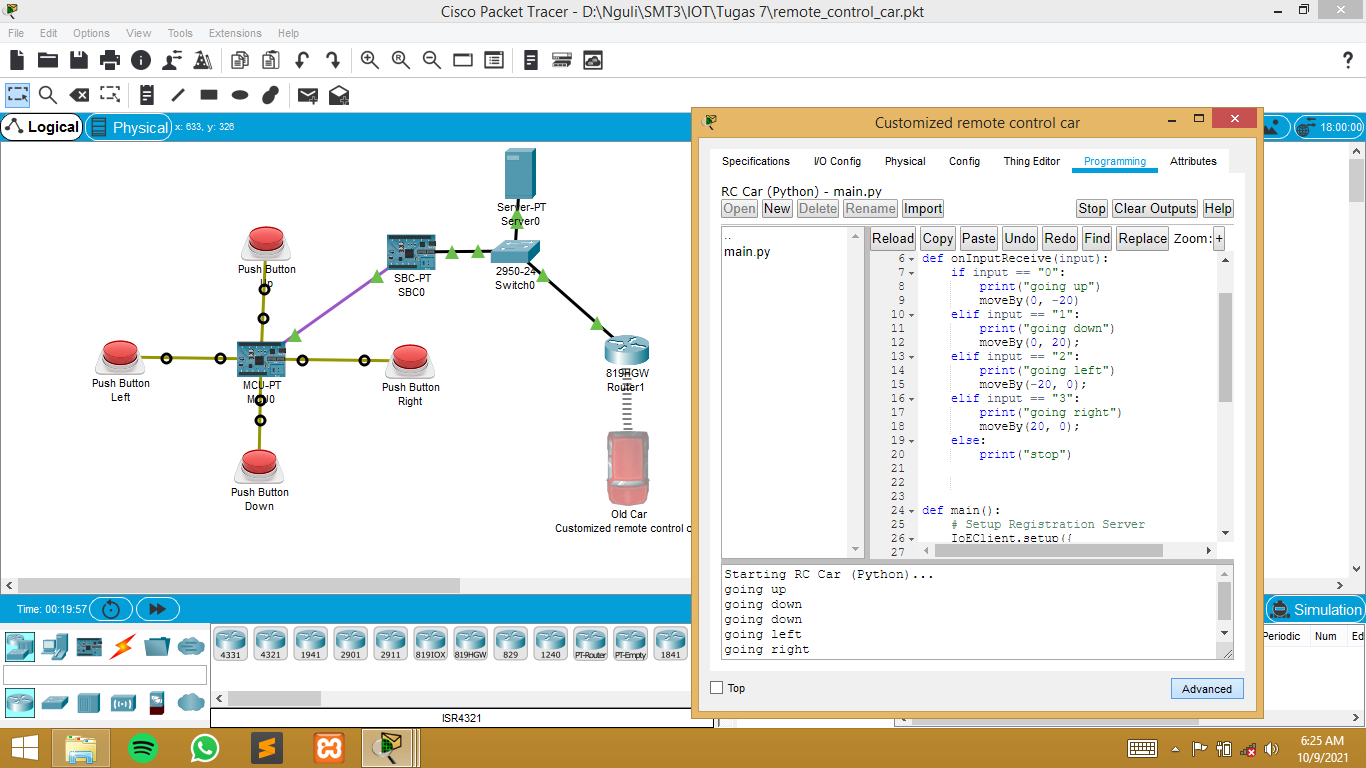 Cisco Packet Tracer - D:\Nguli\SMT3\IOT\Tugas 7\remote_control_car.pkt
File Edit Options View Tools Extensions Help
Logical
Physical
x: 633, y: 326
18:00:00
Server-PT
Server0
Push Button
Up
SBC-PT
SBC0
2950-24
Switch0
Push Button
Left
MCU-PT
MCU0
Push Button
Right
819HGW
Router1
Push Button
Down
Old Car
Customized remote control c
Customized remote control car
Specifications I/O Config Physical Config Thing Editor Programming Attributes
RC Car (Python) - main.py
Open New Delete Rename Import Stop Clear Outputs Help
..
main.py
Reload Copy Paste Undo Redo Find Replace Zoom: +
6 def onInputReceive(input):
7 if input == "0":
8 print("going up")
9 moveBy(0, -20)
10 elif input == "1":
11 print("going down")
12 moveBy(0, 20);
13 elif input == "2":
14 print("going left")
15 moveBy(-20, 0);
16 elif input == "3":
17 print("going right")
18 moveBy(20, 0);
19 else:
20 print("stop")
21
22
23
24 def main():
25 # Setup Registration Server
26 IoEClient.setup({
27
Starting RC Car (Python)...
going up
going down
going down
going left
going right
Top
Advanced
Time: 00:19:57
Simulation
Periodic Num Ed
4331 4321 1941 2901 2911 819IOX 819HGW 829 1240 PT-Router PT-Empty 1841
ISR4321
6:25 AM
10/9/2021